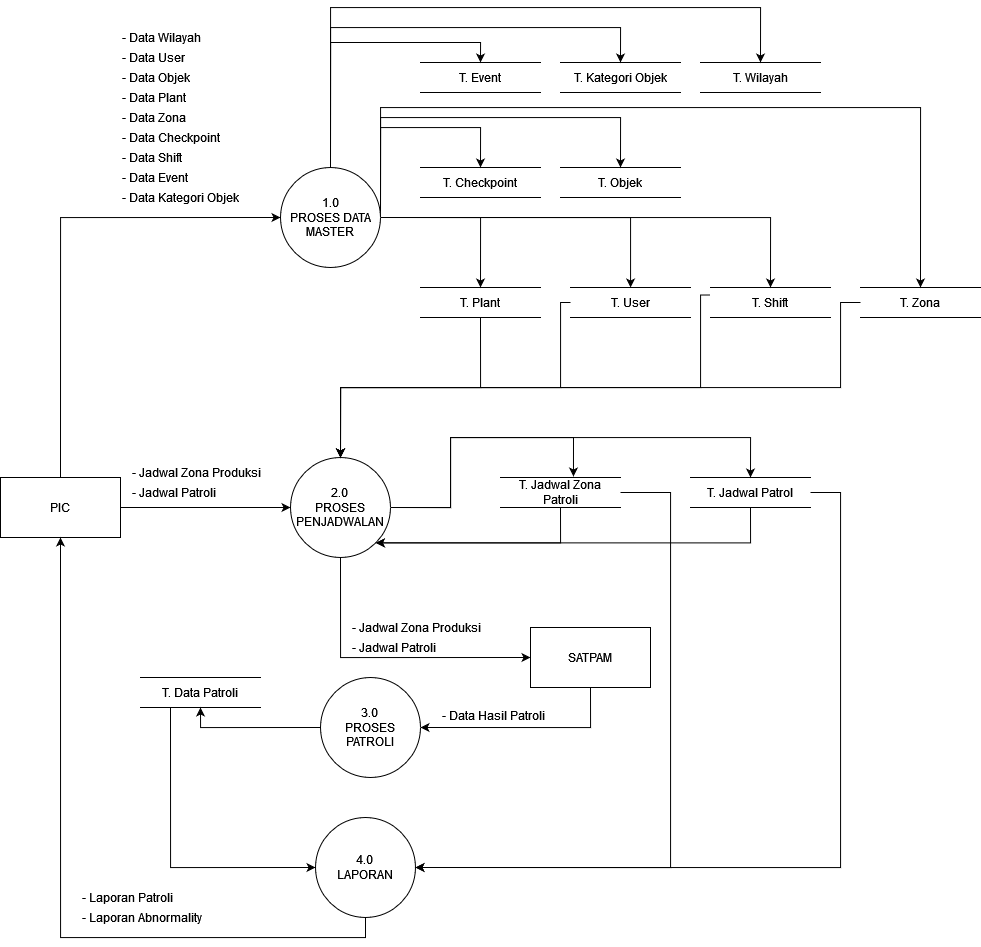 - Data Wilayah
- Data User
- Data Objek
- Data Plant
- Data Zona
- Data Checkpoint
- Data Shift
- Data Event
- Data Kategori Objek
T. Event
T. Kategori Objek
T. Wilayah
T. Checkpoint
T. Objek
1.0
PROSES DATA
MASTER
T. Plant
T. User
T. Shift
T. Zona
PIC
- Jadwal Zona Produksi
- Jadwal Patroli
2.0
PROSES
PENJADWALAN
T. Jadwal Zona
Patroli
T. Jadwal Patrol
- Jadwal Zona Produksi
- Jadwal Patroli
SATPAM
T. Data Patroli
3.0
PROSES
PATROLI
- Data Hasil Patroli
4.0
LAPORAN
- Laporan Patroli
- Laporan Abnormality